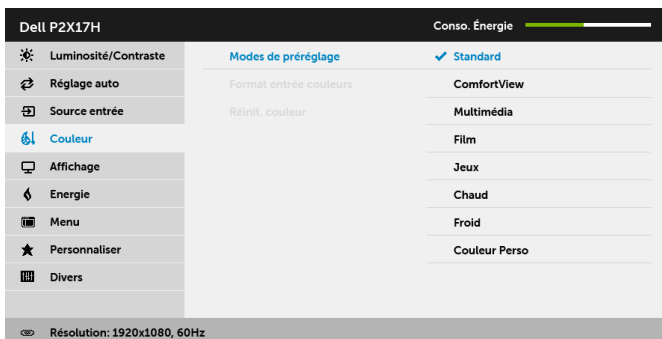 Dell P2X17H Conso. Énergie
Luminosité/Contraste Modes de préréglage Standard
Réglage auto Format entrée couleurs ComfortView
Source entrée Réinit. couleur Multimédia
Couleur Film
Affichage Jeux
Energie Chaud
Menu Froid
Personnaliser Couleur Perso
Divers
Résolution: 1920x1080, 60Hz